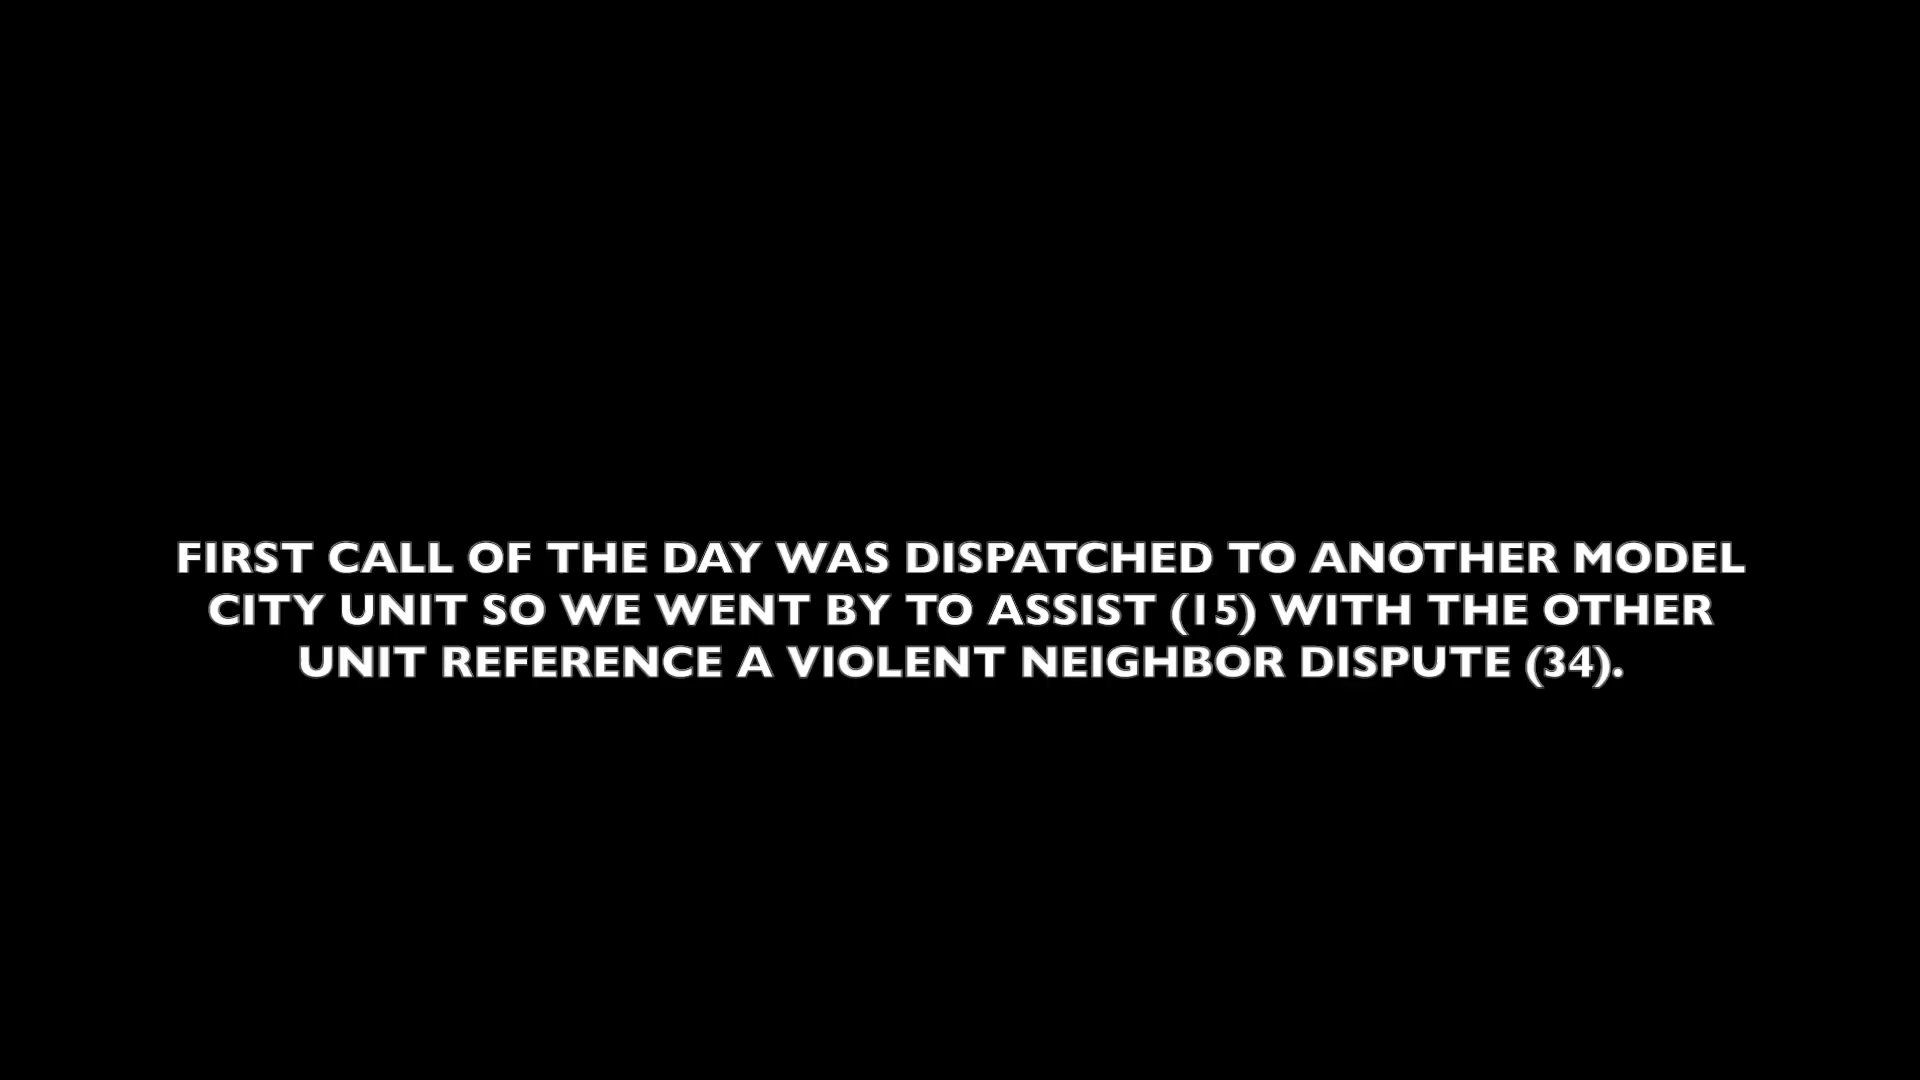 FIRST CALL OF THE DAY WAS DISPATCHED TO ANOTHER MODEL
CITY UNIT SO WE WENT BY TO ASSIST (15) WITH THE OTHER
UNIT REFERENCE A VIOLENT NEIGHBOR DISPUTE (34).